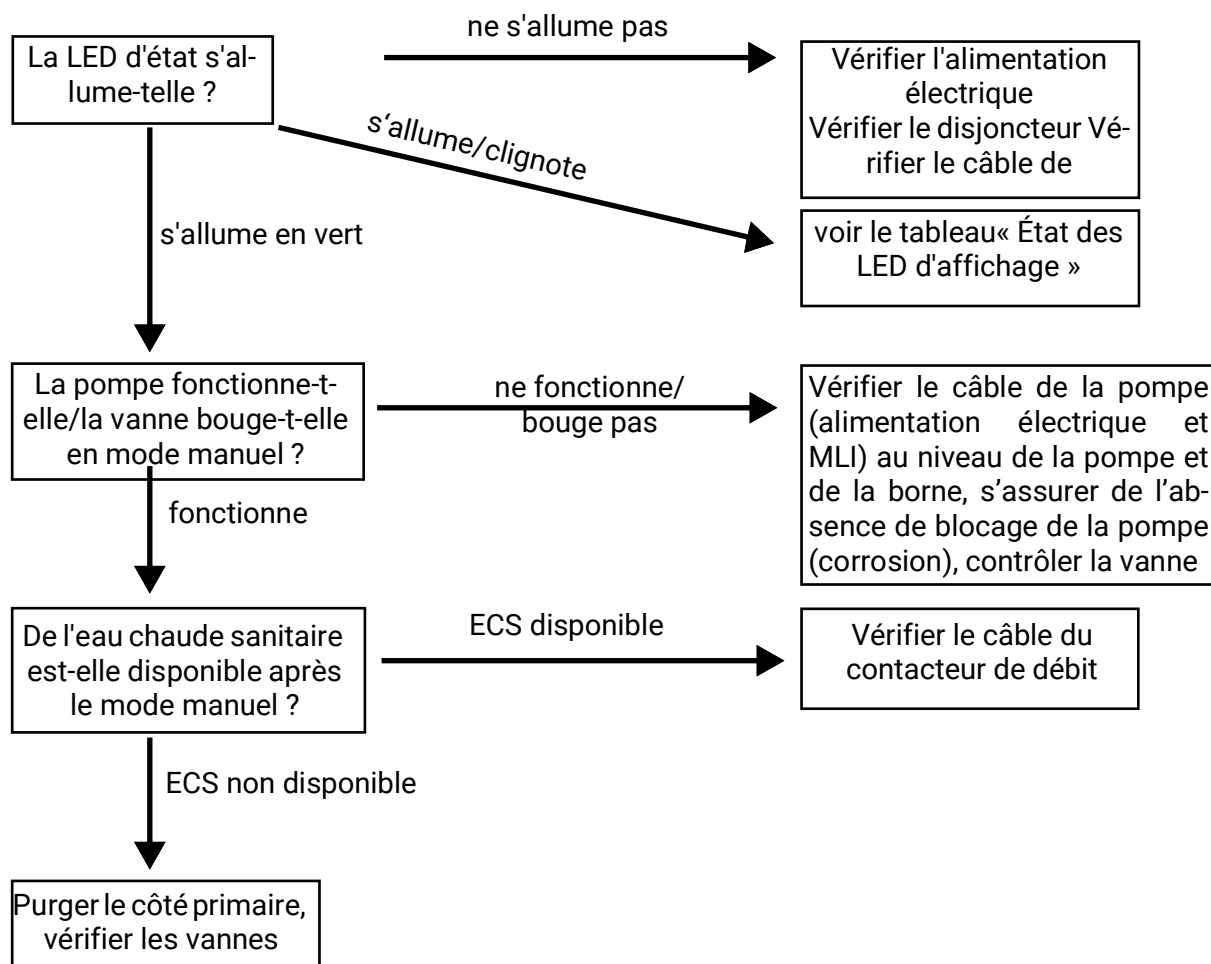 La LED d'état s'al-
lume-telle ?
ne s'allume pas
Vérifier l'alimentation
électrique
Vérifier le disjoncteur Vé-
rifier le câble de
s‘allume/clignote
voir le tableau« État des
LED d'affichage »
s'allume en vert
La pompe fonctionne-t-
elle/la vanne bouge-t-elle
en mode manuel ?
ne fonctionne/
bouge pas
Vérifier le câble de la pompe
(alimentation électrique et
MLI) au niveau de la pompe et
de la borne, s’assurer de l’ab-
sence de blocage de la pompe
(corrosion), contrôler la vanne
fonctionne
De l'eau chaude sanitaire
est-elle disponible après
le mode manuel ?
ECS disponible
Vérifier le câble du
contacteur de débit
ECS non disponible
Purger le côté primaire,
vérifier les vannes